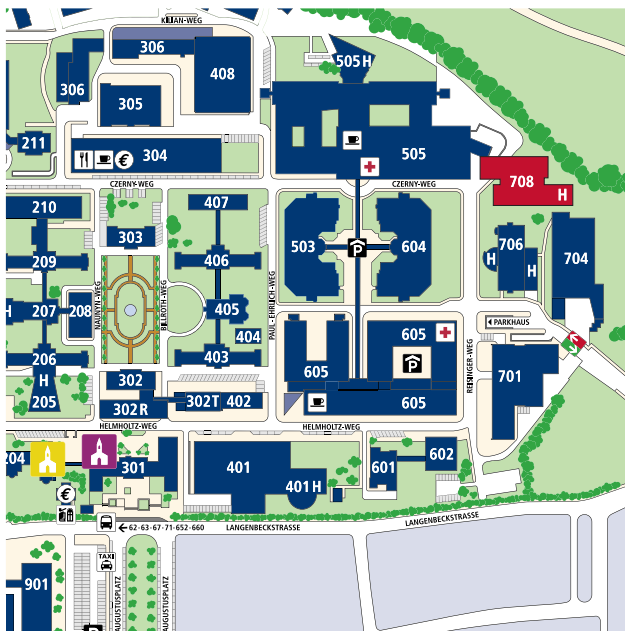 KILIAN-WEG
306
408
505 H
306
305
211
304
€
505
CZERNY-WEG
CZERNY-WEG
708
H
210
407
303
503
P
604
706
H
H
704
209
406
NAUNYN-WEG
BILLROTH-WEG
PAUL-EHRLICH-WEG
H
207
208
405
404
PARKHAUS
605
605
P
206
403
REISINGER-WEG
701
H
205
302
302 R
302T
402
605
HELMHOLTZ-WEG
HELMHOLTZ-WEG
204
301
401
401 H
601
602
€
62·63·67·71·652·660
LANGENBECKSTRASSE
LANGENBECKSTRASSE
TAXI
901
AUGUSTUSPLATZ
AUGUSTUSPLATZ
P